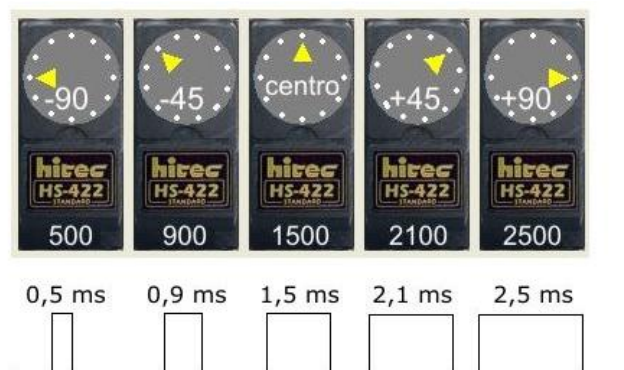 -90 -45 centro +45 +90
hitec hitec hitec hitec hitec
HS-422 HS-422 HS-422 HS-422 HS-422
STANDARD STANDARD STANDARD STANDARD STANDARD
500 900 1500 2100 2500
0,5 ms 0,9 ms 1,5 ms 2,1 ms 2,5 ms